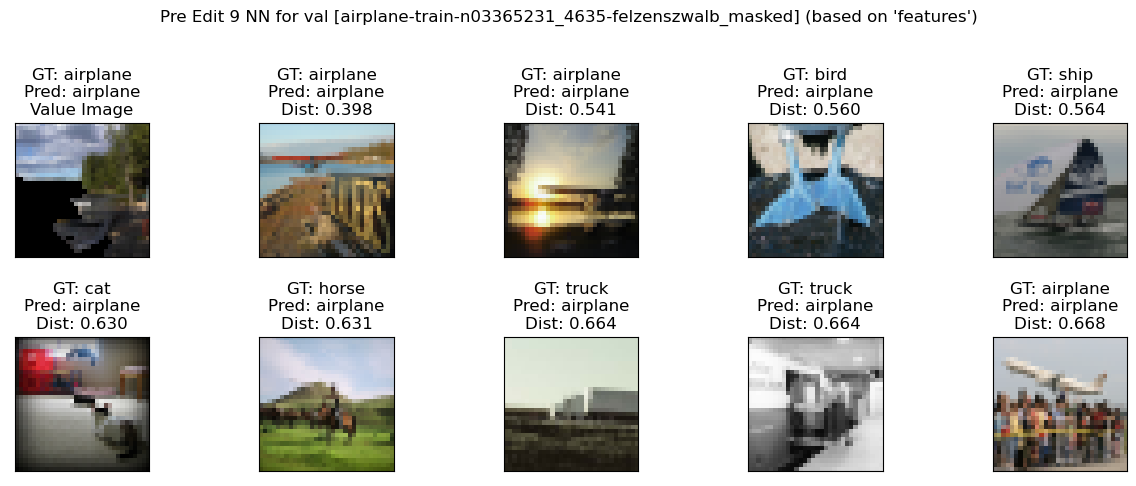 Pre Edit 9 NN for val [airplane-train-n03365231_4635-felzenszwalb_masked] (based on 'features')
GT: airplane
Pred: airplane
Value Image
GT: airplane
Pred: airplane
Dist: 0.398
GT: airplane
Pred: airplane
Dist: 0.541
GT: bird
Pred: airplane
Dist: 0.560
GT: ship
Pred: airplane
Dist: 0.564
GT: cat
Pred: airplane
Dist: 0.630
GT: horse
Pred: airplane
Dist: 0.631
GT: truck
Pred: airplane
Dist: 0.664
GT: truck
Pred: airplane
Dist: 0.664
GT: airplane
Pred: airplane
Dist: 0.668